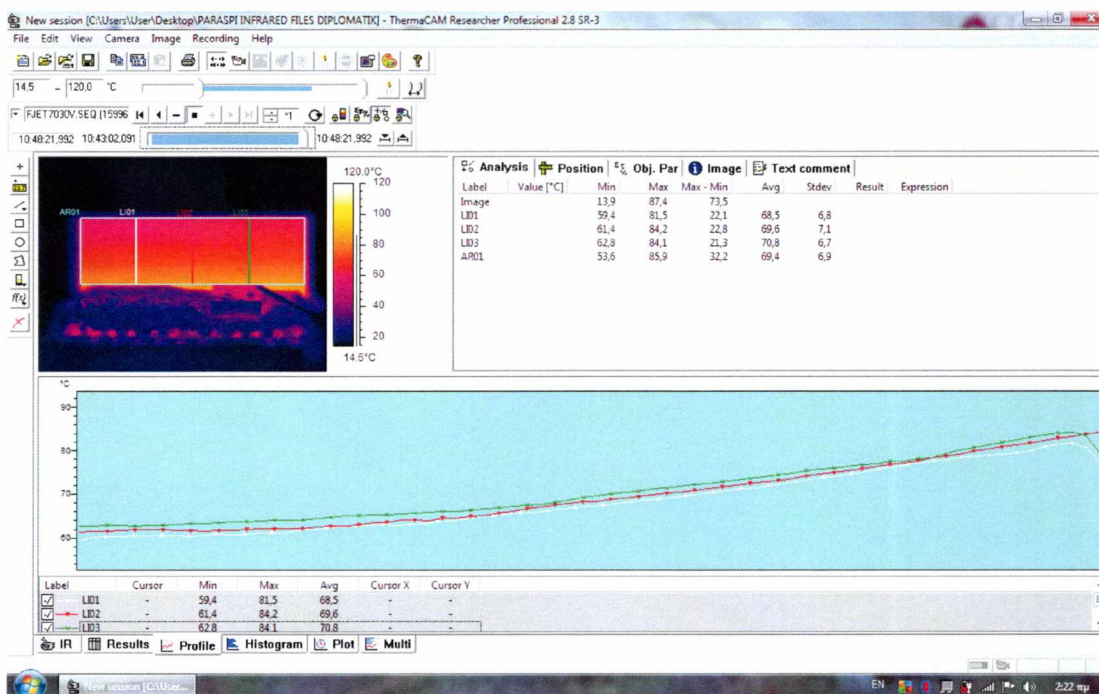 New session [C:\Users\User\Desktop\PARASPI INFRARED FILES DIPLOMATIK] - ThermaCAM Researcher Professional 2.8 SR-3
File Edit View Camera Image Recording Help
14.5 - 120,0 °C
FJET7030V.SEQ (15996
10:48:21,992 10:43:02,091 10:48:21,992
Analysis Position Obj. Par Image Text comment
Label Value [°C] Min Max Max - Min Avg Stdev Result Expression
Image 13,9 87,4 73,5
LI01 59,4 81,5 22,1 68,5 6,8
LI02 61,4 84,2 22,8 69,6 7,1
LI03 62,8 84,1 21,3 70,8 6,7
AR01 53,6 85,9 32,2 69,4 6,9
120,0°C
120
100
80
60
40
20
14.5°C
AR01 LI01 LI02 LI03
°C
90
80
70
60
Label Cursor Min Max Avg Cursor X Cursor Y
LI01 - 59,4 81,5 68,5 - -
LI02 - 61,4 84,2 69,6 - -
LI03 - 62,8 84,1 70,8 - -
IR Results Profile Histogram Plot Multi
New session [C:\User...
EN 2:22 πμ